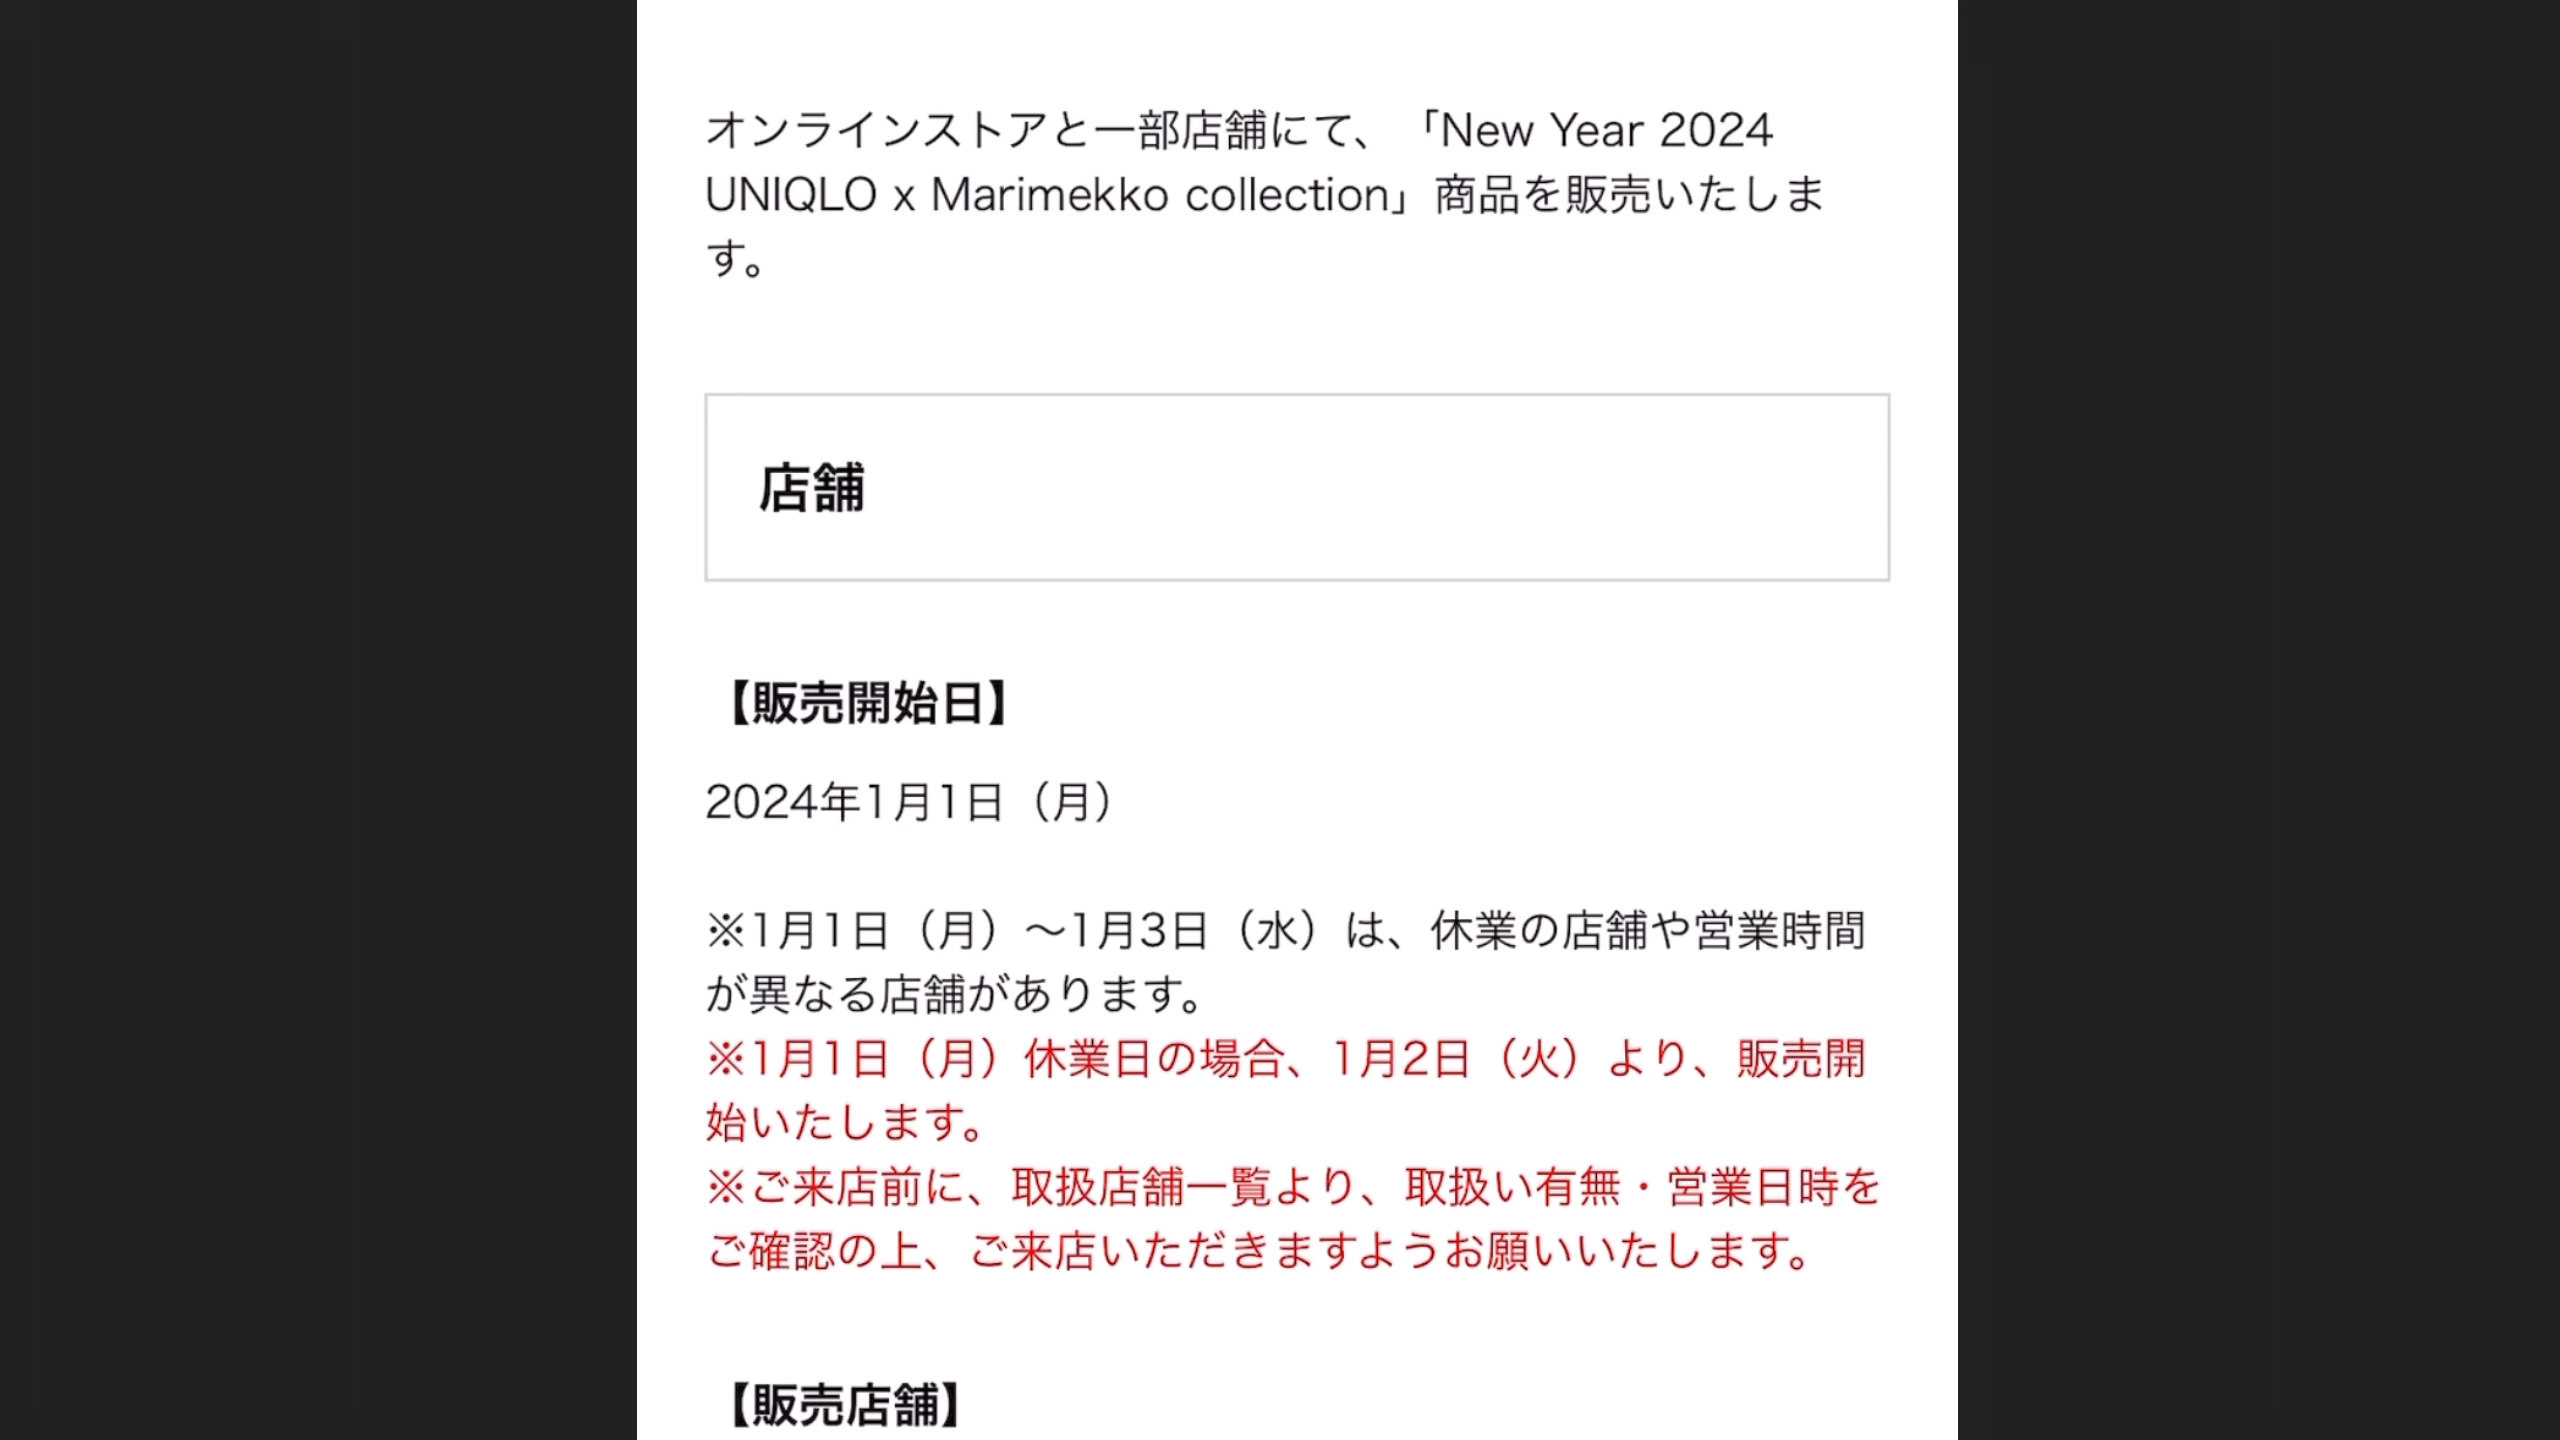 オンラインストアと一部店舗にて、「New Year 2024
UNIQLO x Marimekko collection」商品を販売いたしま
す。
店舗
【販売開始日】
2024年1月1日（月）
※1月1日（月）〜1月3日（水）は、休業の店舗や営業時間
が異なる店舗があります。
※1月1日（月）休業日の場合、1月2日（火）より、販売開
始いたします。
※ご来店前に、取扱店舗一覧より、取扱い有無・営業日時を
ご確認の上、ご来店いただきますようお願いいたします。
【販売店舗】